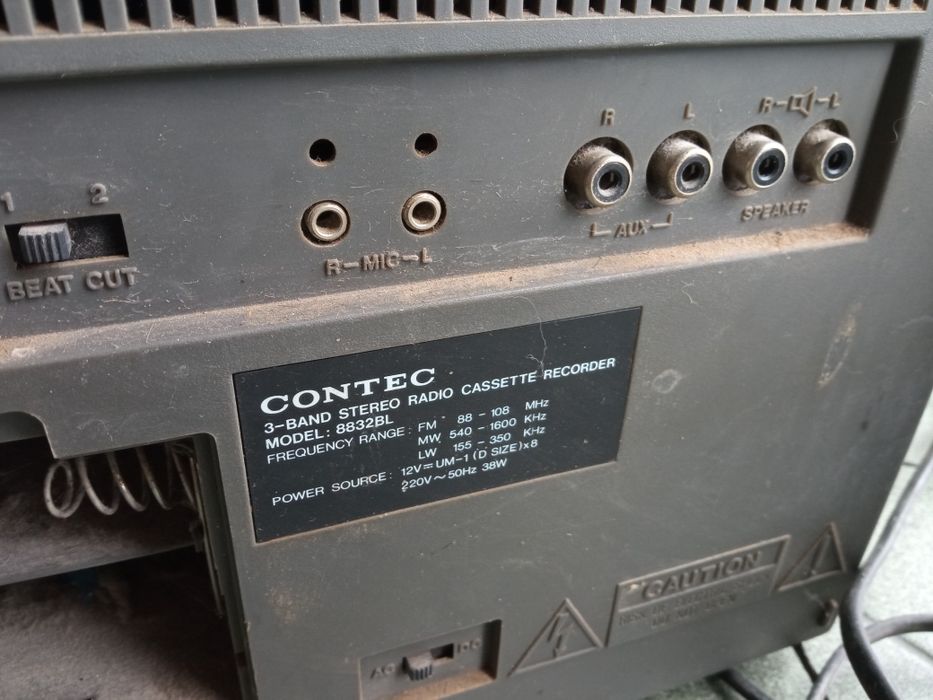 1 2
BEAT CUT
R-MIC-L
R L
AUX
R- -L
SPEAKER
CONTEC
3-BAND STEREO RADIO CASSETTE RECORDER
MODEL: 8832BL
FREQUENCY RANGE: FM 88 - 108 MHz
MW 540 - 1600 KHz
LW 155 - 350 KHz
POWER SOURCE: 12V⎓UM-1 (D SIZE)x8
220V~50Hz 38W
CAUTION
AC DC